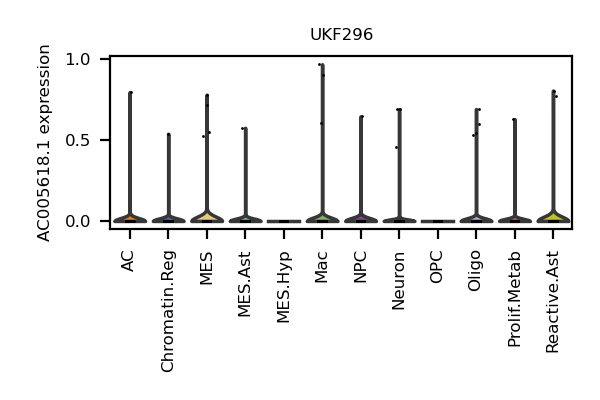 UKF296
AC005618.1 expression
1.0
0.5
0.0
AC
Chromatin.Reg
MES
MES.Ast
MES.Hyp
Mac
NPC
Neuron
OPC
Oligo
Prolif.Metab
Reactive.Ast